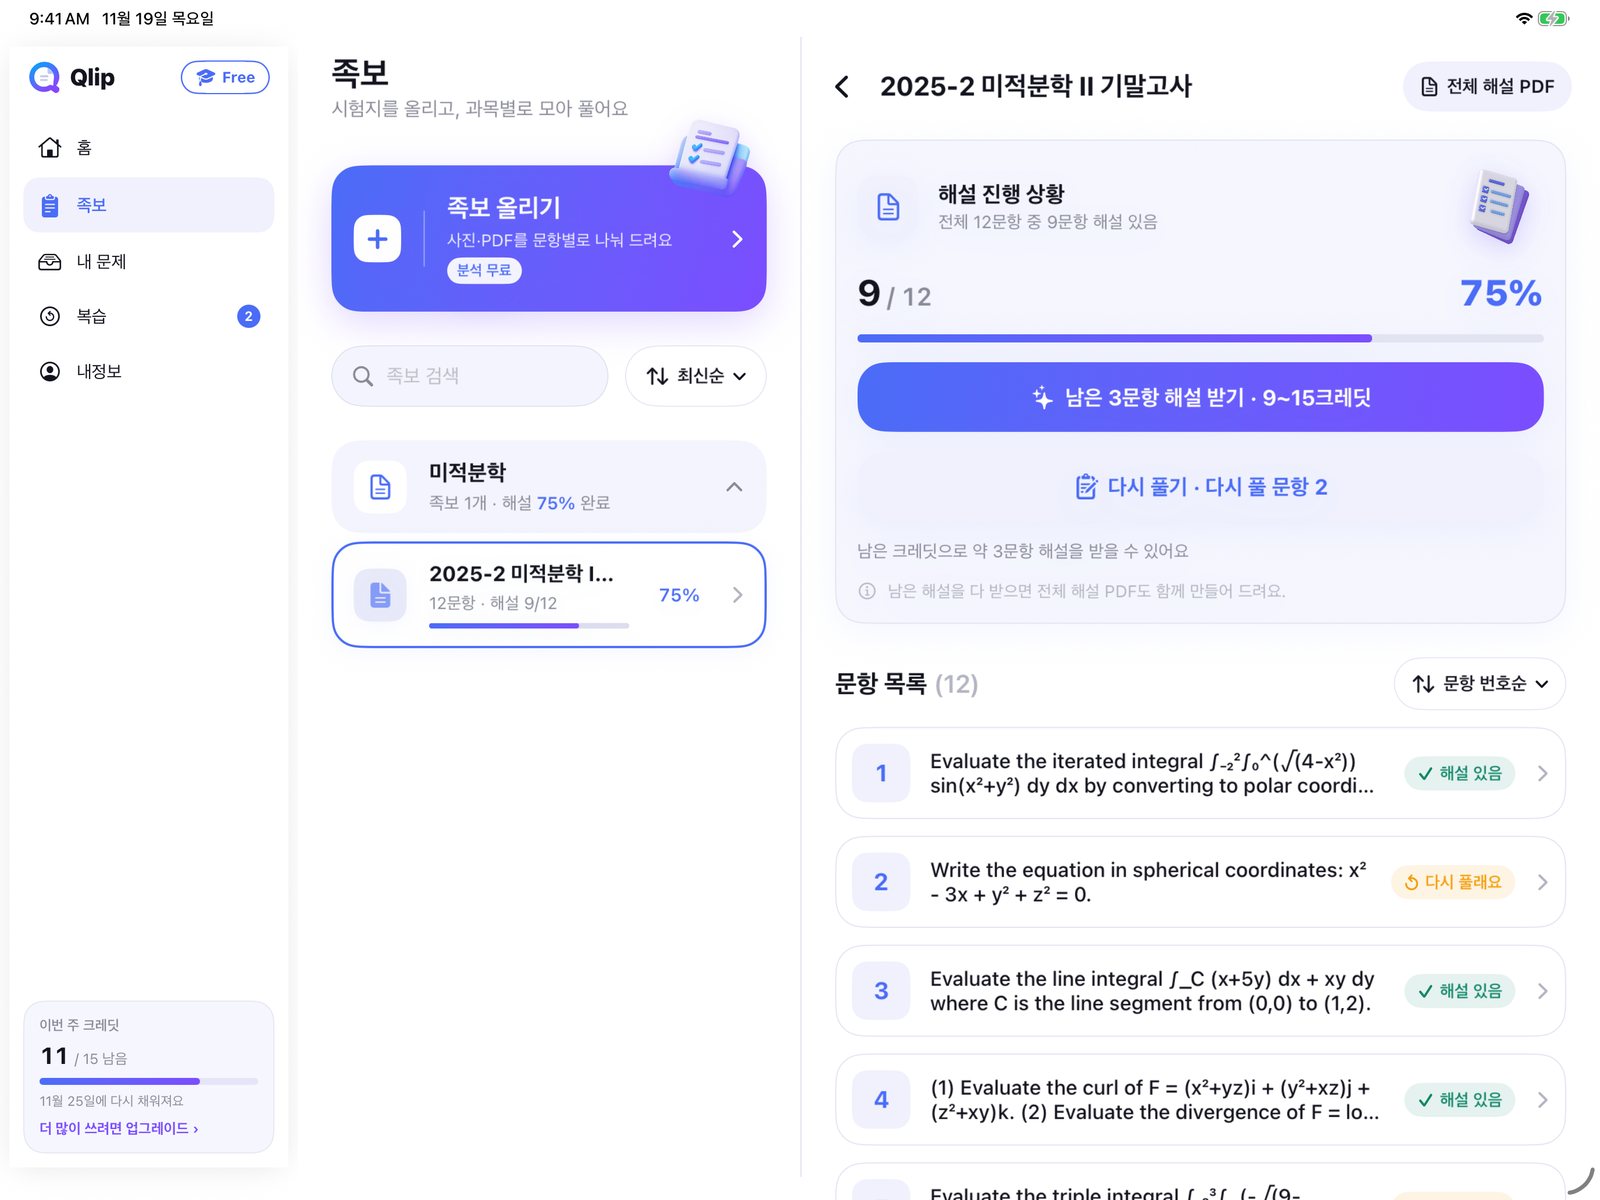 9:41 AM 11월 19일 목요일
Qlip
Free
홈
족보
내 문제
복습
2
내정보
이번 주 크레딧
11 / 15 남음
11월 25일에 다시 채워져요
더 많이 쓰려면 업그레이드 ›
족보
시험지를 올리고, 과목별로 모아 풀어요
족보 올리기
사진·PDF를 문항별로 나눠 드려요
분석 무료
족보 검색
최신순
미적분학
족보 1개 · 해설 75% 완료
2025-2 미적분학 I...
12문항 · 해설 9/12
75%
2025-2 미적분학 II 기말고사
전체 해설 PDF
해설 진행 상황
전체 12문항 중 9문항 해설 있음
9 / 12
75%
남은 3문항 해설 받기 · 9~15크레딧
다시 풀기 · 다시 풀 문항 2
남은 크레딧으로 약 3문항 해설을 받을 수 있어요
남은 해설을 다 받으면 전체 해설 PDF도 함께 만들어 드려요.
문항 목록 (12)
문항 번호순
1
Evaluate the iterated integral ∫₋₂²∫₀^(√(4-x²))
sin(x²+y²) dy dx by converting to polar coordi...
해설 있음
2
Write the equation in spherical coordinates: x²
- 3x + y² + z² = 0.
다시 풀래요
3
Evaluate the line integral ∫_C (x+5y) dx + xy dy
where C is the line segment from (0,0) to (1,2).
해설 있음
4
(1) Evaluate the curl of F = (x²+yz)i + (y²+xz)j +
(z²+xy)k. (2) Evaluate the divergence of F = lo...
해설 있음
Evaluate the triple integral